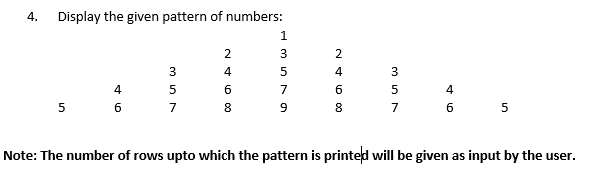 4. Display the given pattern of numbers:
1
2 3 2
3 4 5 4 3
4 5 6 7 6 5 4
5 6 7 8 9 8 7 6 5
Note: The number of rows upto which the pattern is printed will be given as input by the user.